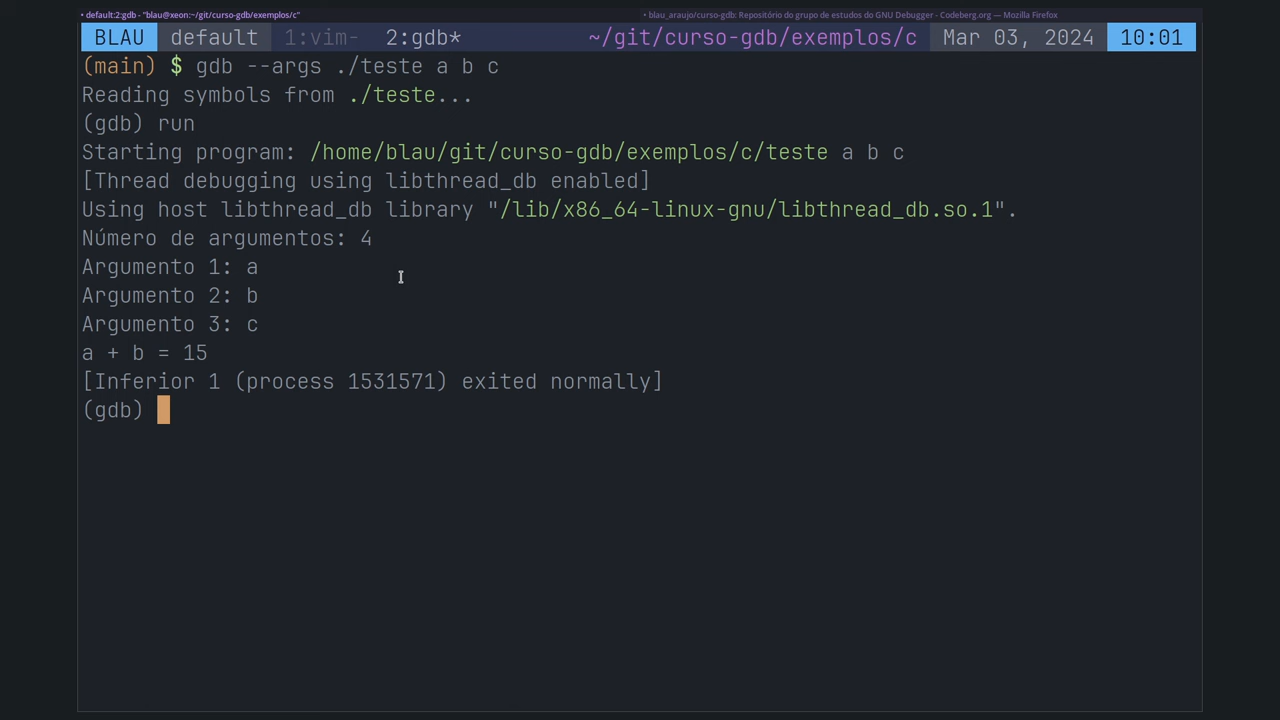 • default:2:gdb - "blau@xeon:~/git/curso-gdb/exemplos/c"
• blau_araujo/curso-gdb: Repositório do grupo de estudos do GNU Debugger - Codeberg.org — Mozilla Firefox
BLAU default 1:vim- 2:gdb* ~/git/curso-gdb/exemplos/c Mar 03, 2024 10:01
(main) $ gdb --args ./teste a b c
Reading symbols from ./teste...
(gdb) run
Starting program: /home/blau/git/curso-gdb/exemplos/c/teste a b c
[Thread debugging using libthread_db enabled]
Using host libthread_db library "/lib/x86_64-linux-gnu/libthread_db.so.1".
Número de argumentos: 4
Argumento 1: a
Argumento 2: b
Argumento 3: c
a + b = 15
[Inferior 1 (process 1531571) exited normally]
(gdb)